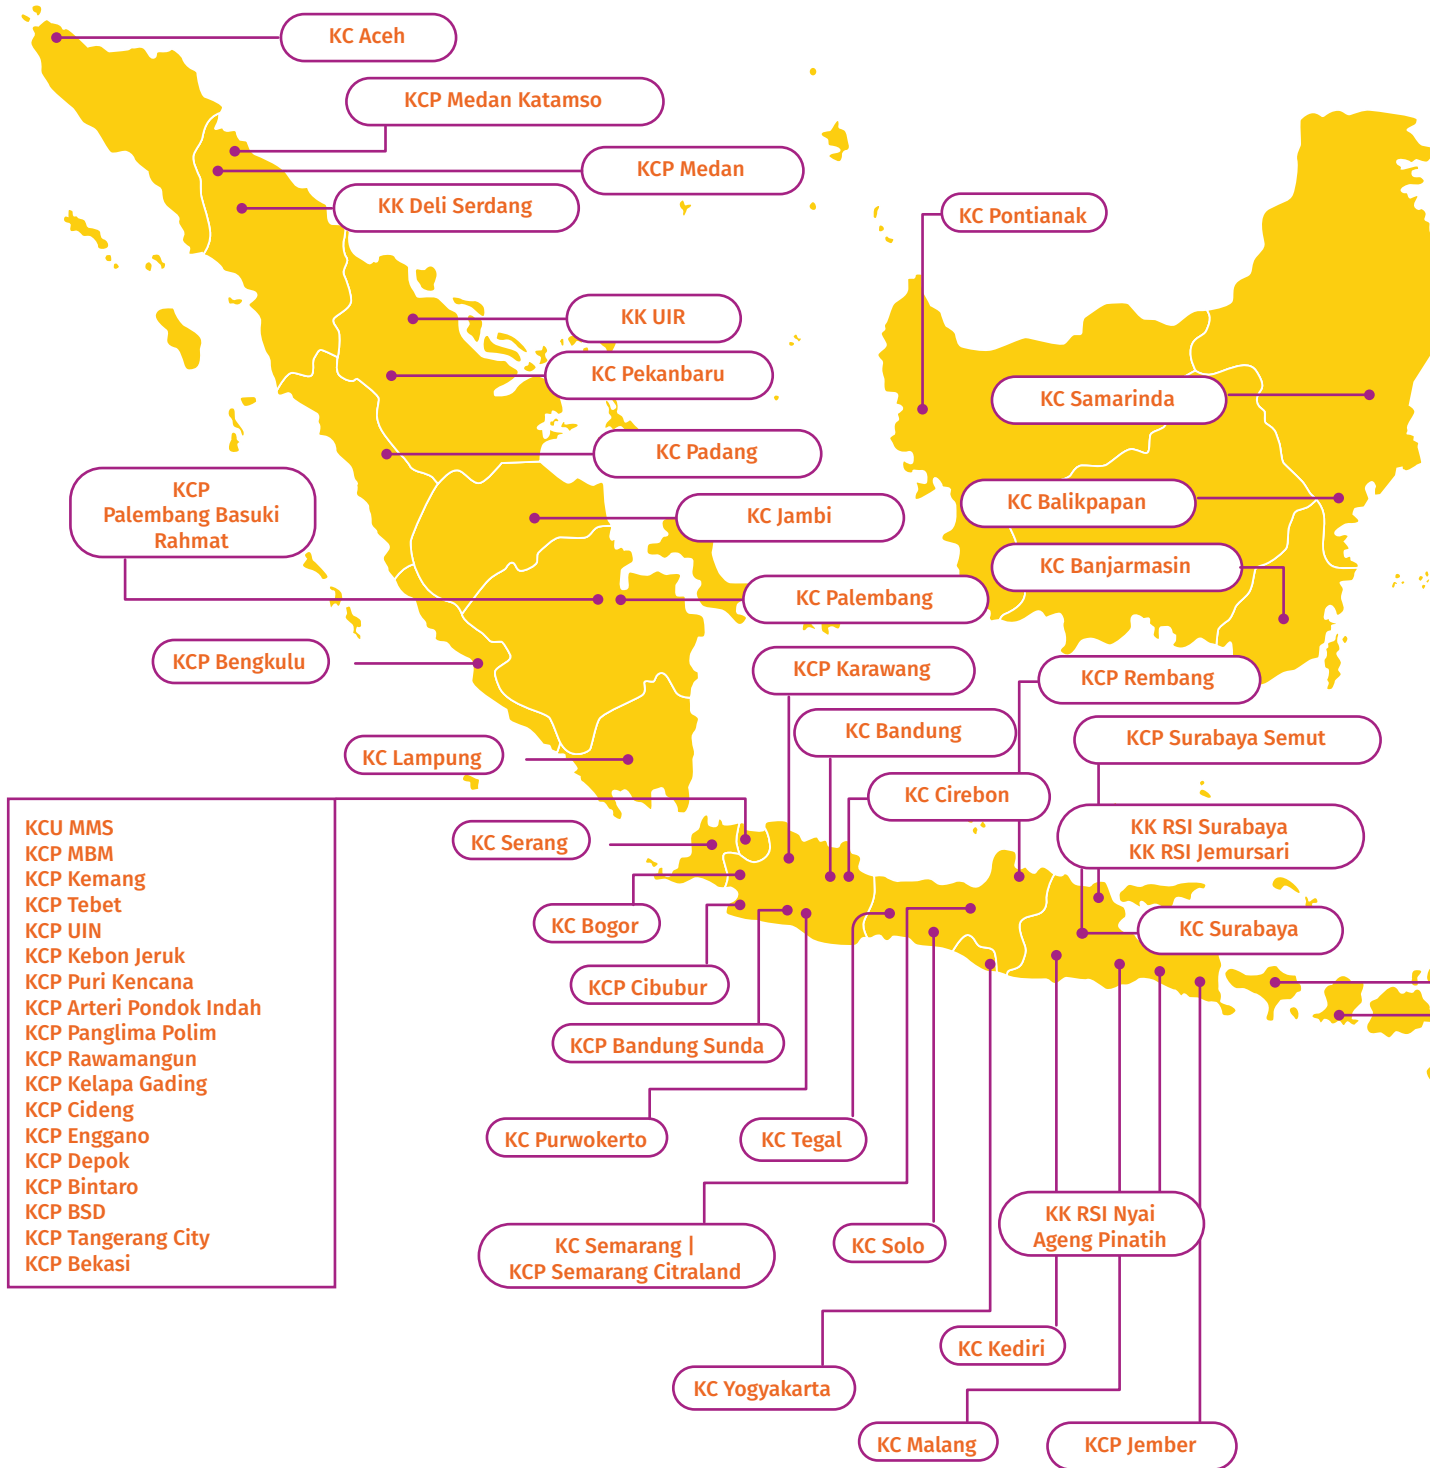 KC Aceh
KCP Medan Katamso
KCP Medan
KK Deli Serdang
KC Pontianak
KK UIR
KC Pekanbaru
KC Samarinda
KC Padang
KCP
Palembang Basuki
Rahmat
KC Jambi
KC Balikpapan
KC Banjarmasin
KC Palembang
KCP Bengkulu
KCP Karawang
KCP Rembang
KC Bandung
KCP Surabaya Semut
KC Lampung
KC Cirebon
KC Serang
KK RSI Surabaya
KK RSI Jemursari
KCU MMS
KCP MBM
KCP Kemang
KCP Tebet
KCP UIN
KCP Kebon Jeruk
KCP Puri Kencana
KCP Arteri Pondok Indah
KCP Panglima Polim
KCP Rawamangun
KCP Kelapa Gading
KCP Cideng
KCP Enggano
KCP Depok
KCP Bintaro
KCP BSD
KCP Tangerang City
KCP Bekasi
KC Bogor
KC Surabaya
KCP Cibubur
KCP Bandung Sunda
KC Purwokerto
KC Tegal
KC Semarang |
KCP Semarang Citraland
KC Solo
KK RSI Nyai
Ageng Pinatih
KC Kediri
KC Yogyakarta
KC Malang
KCP Jember